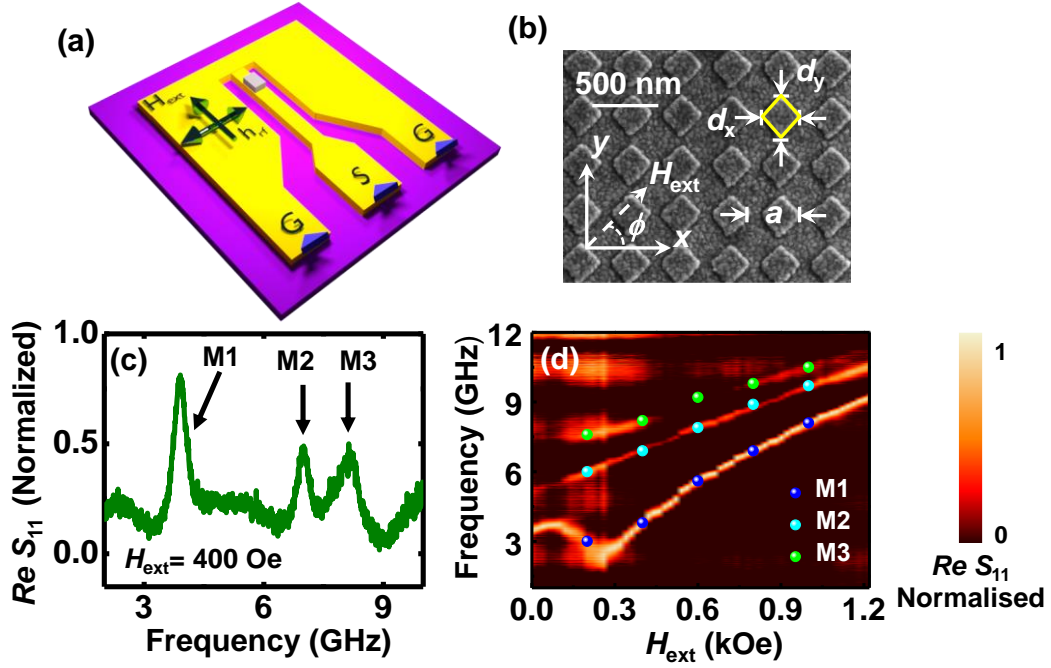 (a)
H_ext
h_rf
G
S
G
(b)
500 nm
d_y
d_x
y
H_ext
a
ϕ
x
Re S_11 (Normalized)
1.0
0.5
0.0
(c)
M1
M2
M3
H_ext= 400 Oe
3
6
9
Frequency (GHz)
Frequency (GHz)
12
9
6
3
(d)
M1
M2
M3
0.0
0.3
0.6
0.9
1.2
H_ext (kOe)
1
0
Re S_11
Normalised